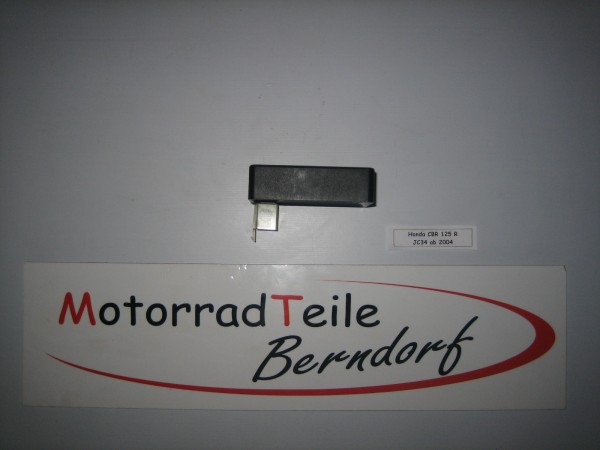 Honda CBR 125 R
JC34 ab 2004
MotorradTeile
Berndorf